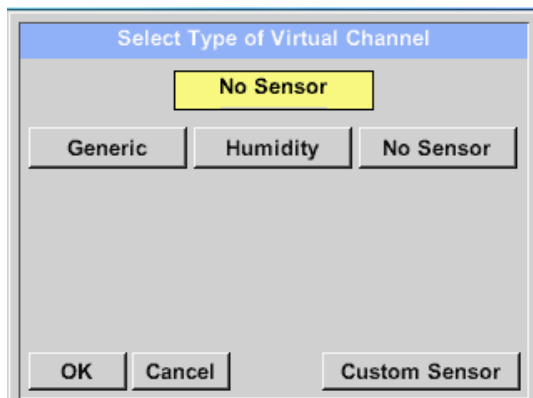 Select Type of Virtual Channel
No Sensor
Generic Humidity No Sensor
OK Cancel Custom Sensor